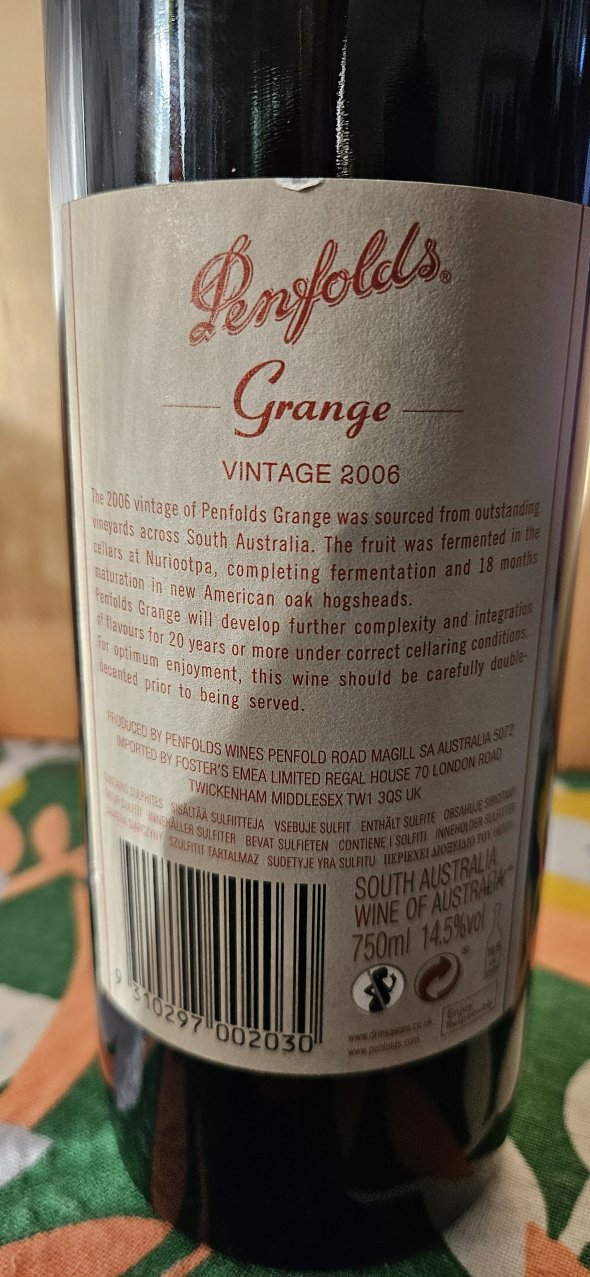 Penfolds®
Grange
VINTAGE 2006
The 2006 vintage of Penfolds Grange was sourced from outstanding
vineyards across South Australia. The fruit was fermented in the
cellars at Nuriootpa, completing fermentation and 18 months
maturation in new American oak hogsheads.
Penfolds Grange will develop further complexity and integration
of flavours for 20 years or more under correct cellaring conditions.
For optimum enjoyment, this wine should be carefully double-
decanted prior to being served.
PRODUCED BY PENFOLDS WINES PENFOLD ROAD MAGILL SA AUSTRALIA 5072
IMPORTED BY FOSTER'S EMEA LIMITED REGAL HOUSE 70 LONDON ROAD
TWICKENHAM MIDDLESEX TW1 3QS UK
CONTAINS SULPHITES SISÄLTÄÄ SULFIITTEJA VSEBUJE SULFIT ENTHÄLT SULFITE OBSAHUJE
SULFIT INNEHÅLLER SULFITER BEVAT SULFIETEN CONTIENE I SOLFITI INNEHOLDER SULFITTER
SZULFITIT TARTALMAZ SUDETYJE YRA SULFITU ΠΕΡΙΕΧΕΙ ΔΙΟΞΕΙΔΙΟ ΤΟΥ
SOUTH AUSTRALIA
WINE OF AUSTRALIA
750ml 14.5%vol
9 310297 002030
www.drinkaware.co.uk
www.penfolds.com
Enjoy
Responsibly